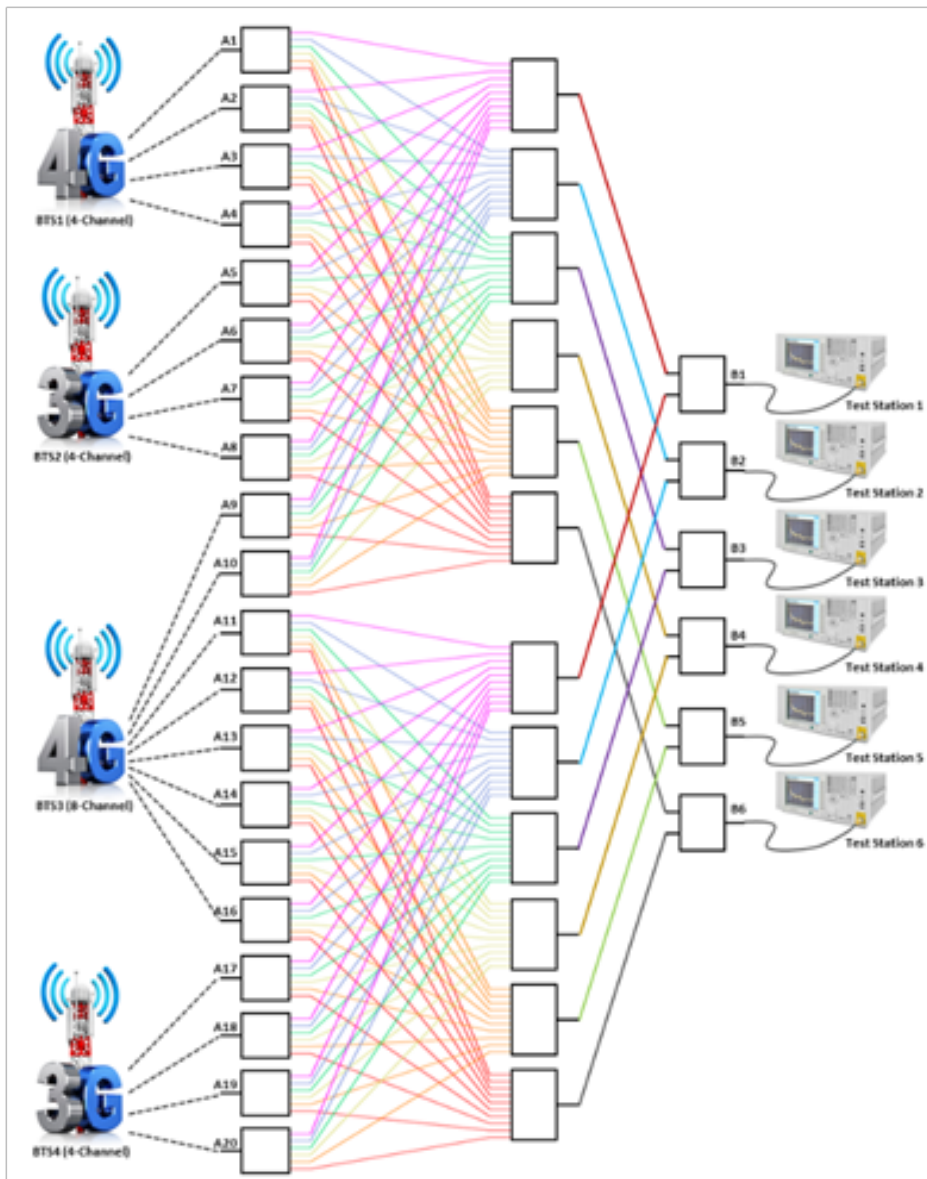 A1
A2
A3
A4
4G
BTS1 (4-Channel)
A5
A6
A7
A8
3G
BTS2 (4-Channel)
A9
A10
A11
A12
A13
A14
A15
A16
4G
BTS3 (8-Channel)
A17
A18
A19
A20
3G
BTS4 (4-Channel)
B1
Test Station 1
B2
Test Station 2
B3
Test Station 3
B4
Test Station 4
B5
Test Station 5
B6
Test Station 6